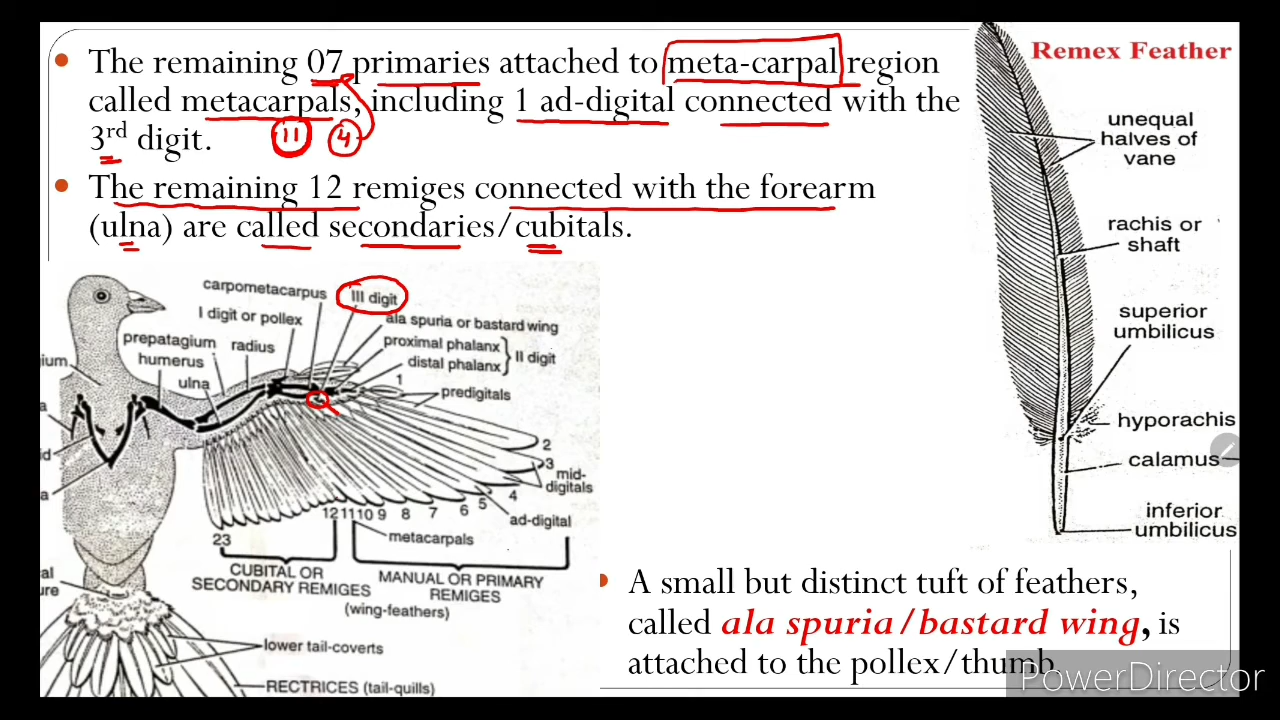 The remaining 07 primaries attached to meta-carpal region
called metacarpals, including 1 ad-digital connected with the
3rd digit.
11 4
The remaining 12 remiges connected with the forearm
(ulna) are called secondaries/cubitals.
Remex Feather
unequal
halves of
vane
rachis or
shaft
superior
umbilicus
hyporachis
calamus
inferior
umbilicus
carpometacarpus
III digit
I digit or pollex
ala spuria or bastard wing
prepatagium
radius
proximal phalanx
II digit
humerus
distal phalanx
ium
ulna
1
predigitals
a
2
3
mid-
digitals
4
5
6
7
8
9
10
11
12
ad-digital
a
metacarpals
23
CUBITAL OR
SECONDARY REMIGES
MANUAL OR PRIMARY
REMIGES
(wing-feathers)
al
ure
lower tail-coverts
RECTRICES (tail-quills)
A small but distinct tuft of feathers,
called ala spuria/bastard wing, is
attached to the pollex/thumb
PowerDirector